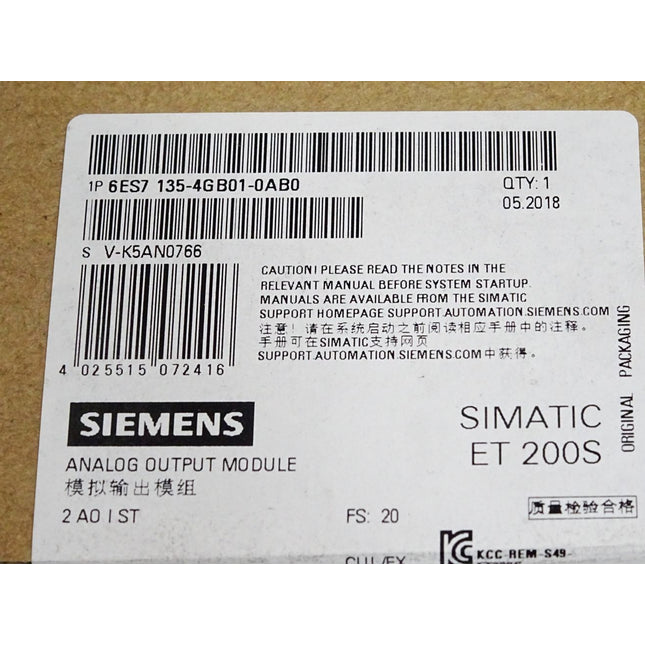 1P 6ES7 135-4GB01-0AB0
QTY: 1
05.2018
S V-K5AN0766
CAUTION! PLEASE READ THE NOTES IN THE
RELEVANT MANUAL BEFORE SYSTEM STARTUP.
MANUALS ARE AVAILABLE FROM THE SIMATIC
SUPPORT HOMEPAGE SUPPORT.AUTOMATION.SIEMENS.COM
注意! 请在系统启动之前阅读相应手册中的注释。
手册可在SIMATIC支持网页
SUPPORT.AUTOMATION.SIEMENS.COM中获得。
4 025515 072416
ORIGINAL PACKAGING
SIEMENS
SIMATIC
ET 200S
ANALOG OUTPUT MODULE
模拟输出模组
2 AO I ST
FS: 20
质量检验合格
KCC-REM-S49-